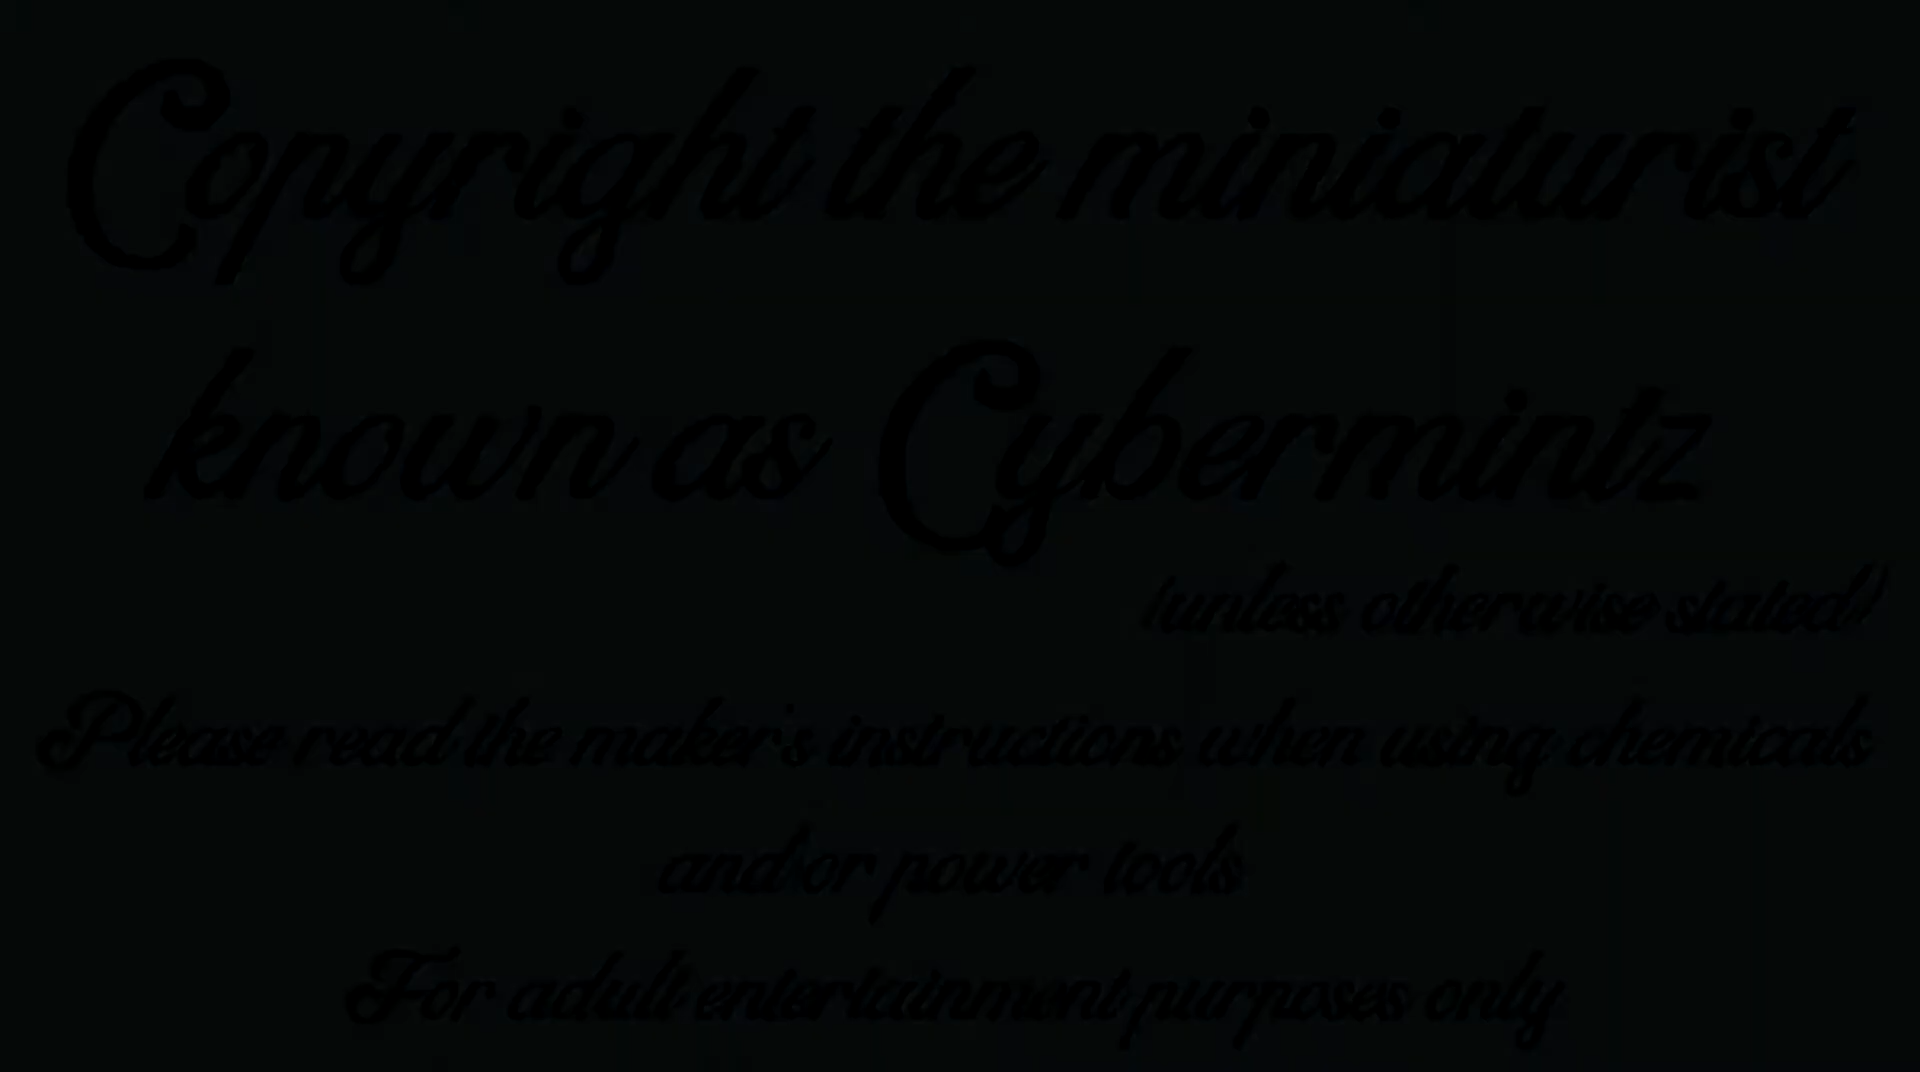 Copyright the miniaturist
known as Cybermintz
(unless otherwise stated)
Please read the maker's instructions when using chemicals
and/or power tools
For adult entertainment purposes only